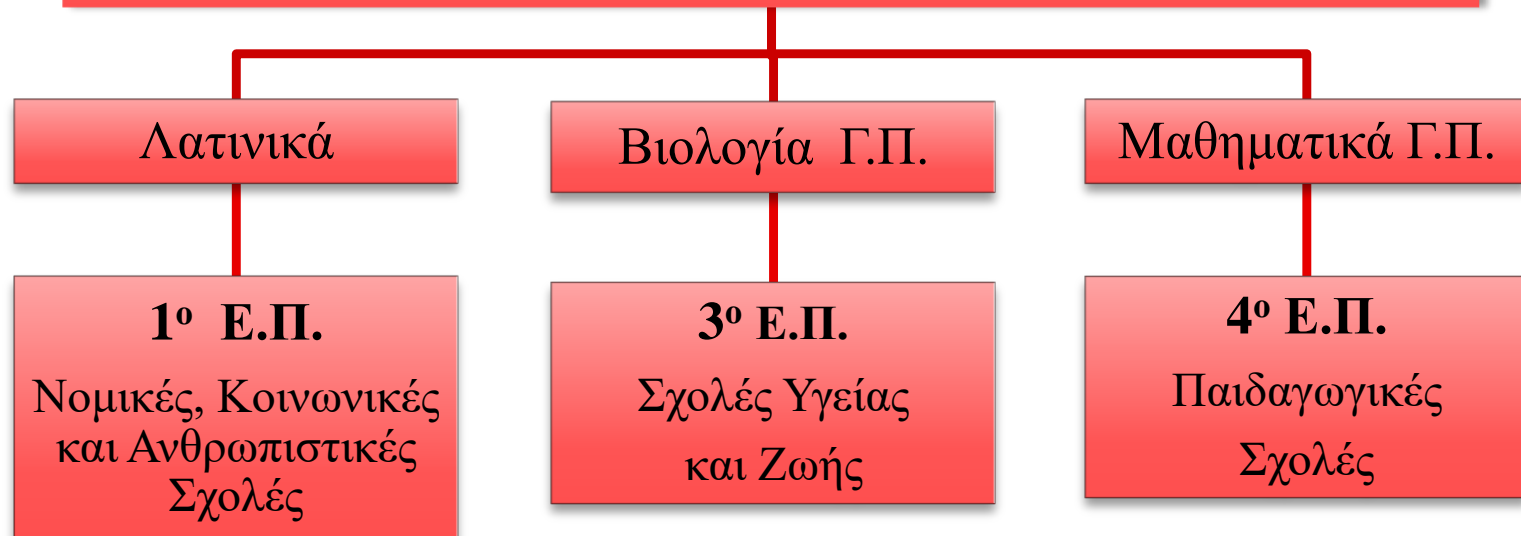 Λατινικά
Βιολογία Γ.Π.
Μαθηματικά Γ.Π.
1ο Ε.Π.
Νομικές, Κοινωνικές
και Ανθρωπιστικές
Σχολές
3ο Ε.Π.
Σχολές Υγείας
και Ζωής
4ο Ε.Π.
Παιδαγωγικές
Σχολές